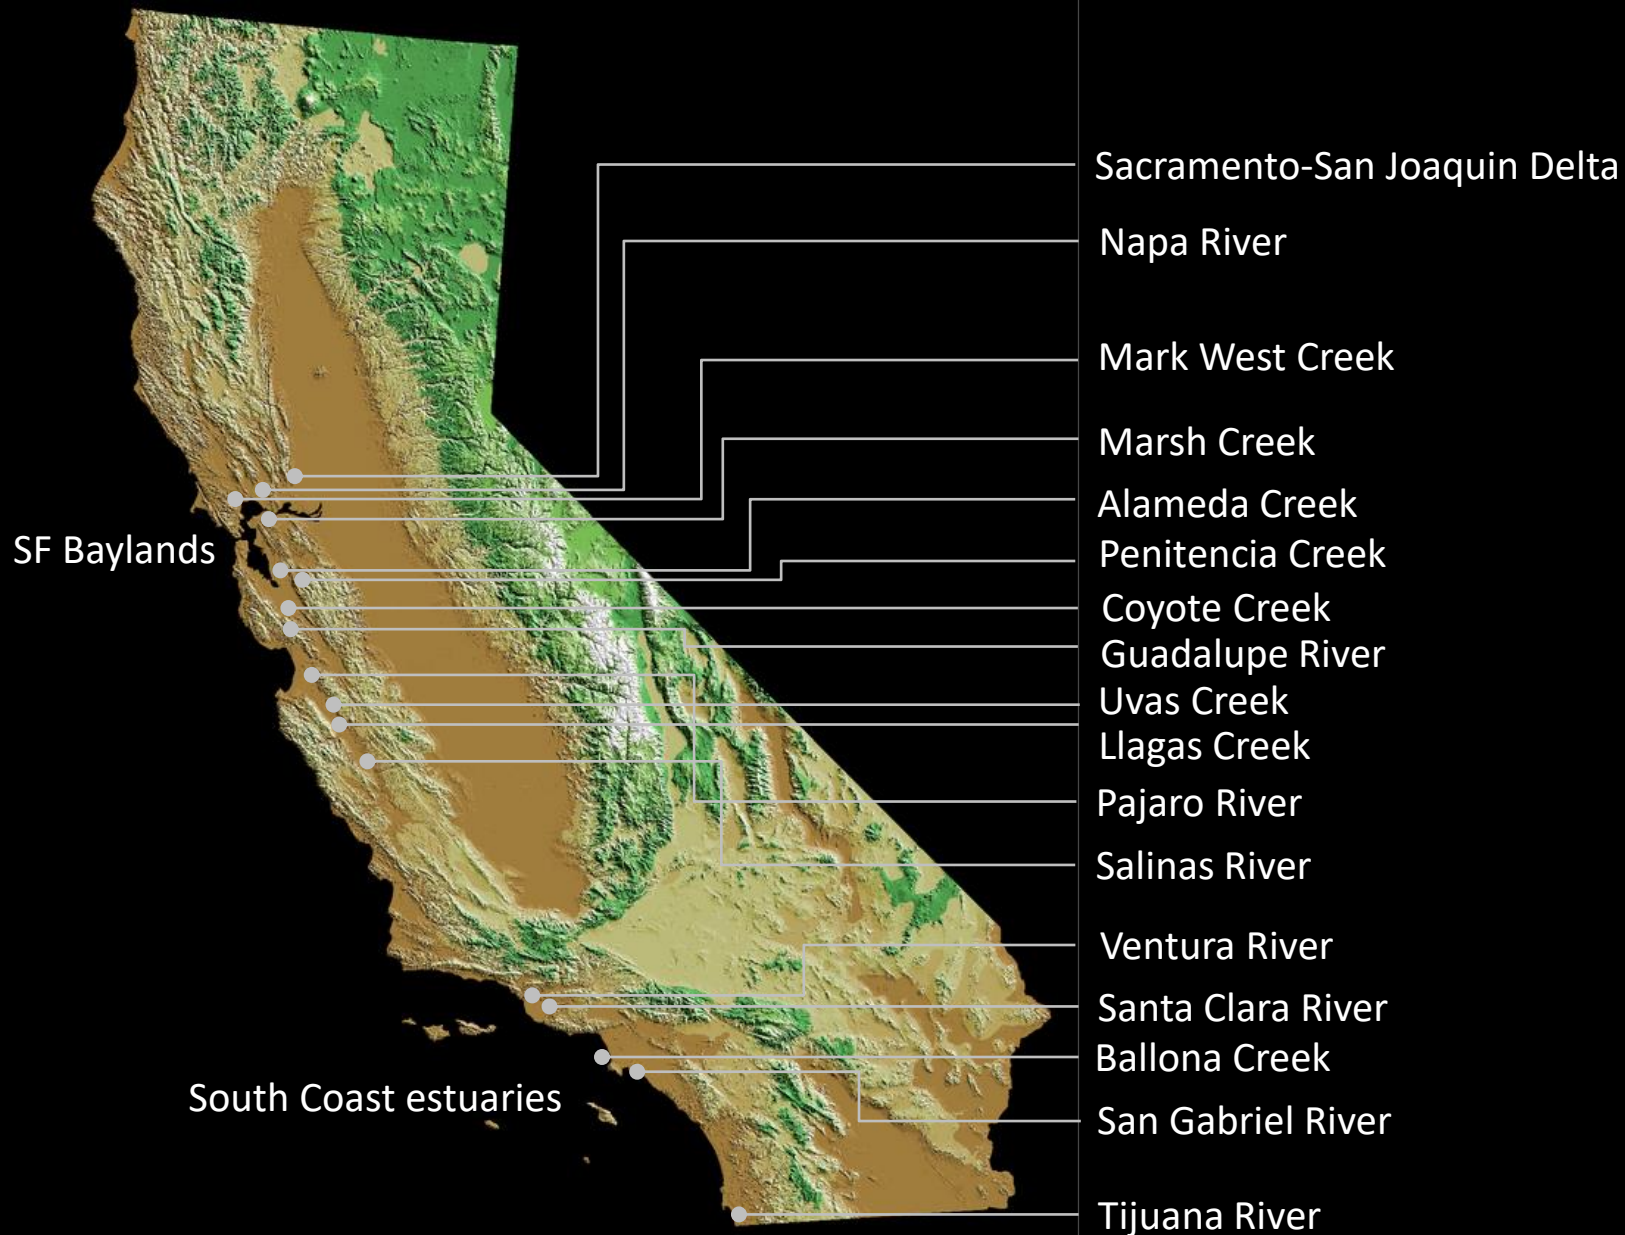 Sacramento-San Joaquin Delta
Napa River
Mark West Creek
Marsh Creek
Alameda Creek
SF Baylands
Penitencia Creek
Coyote Creek
Guadalupe River
Uvas Creek
Llagas Creek
Pajaro River
Salinas River
Ventura River
Santa Clara River
Ballona Creek
South Coast estuaries
San Gabriel River
Tijuana River